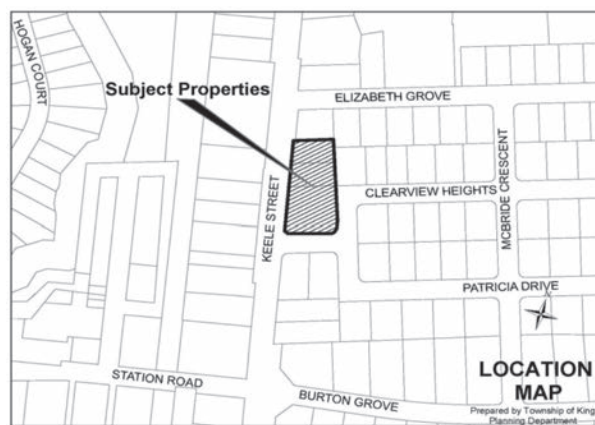 HOGAN COURT
Subject Properties
ELIZABETH GROVE
KEELE STREET
CLEARVIEW HEIGHTS
MCBRIDE CRESCENT
PATRICIA DRIVE
STATION ROAD
BURTON GROVE
LOCATION
MAP
Prepared by Township of King
Planning Department